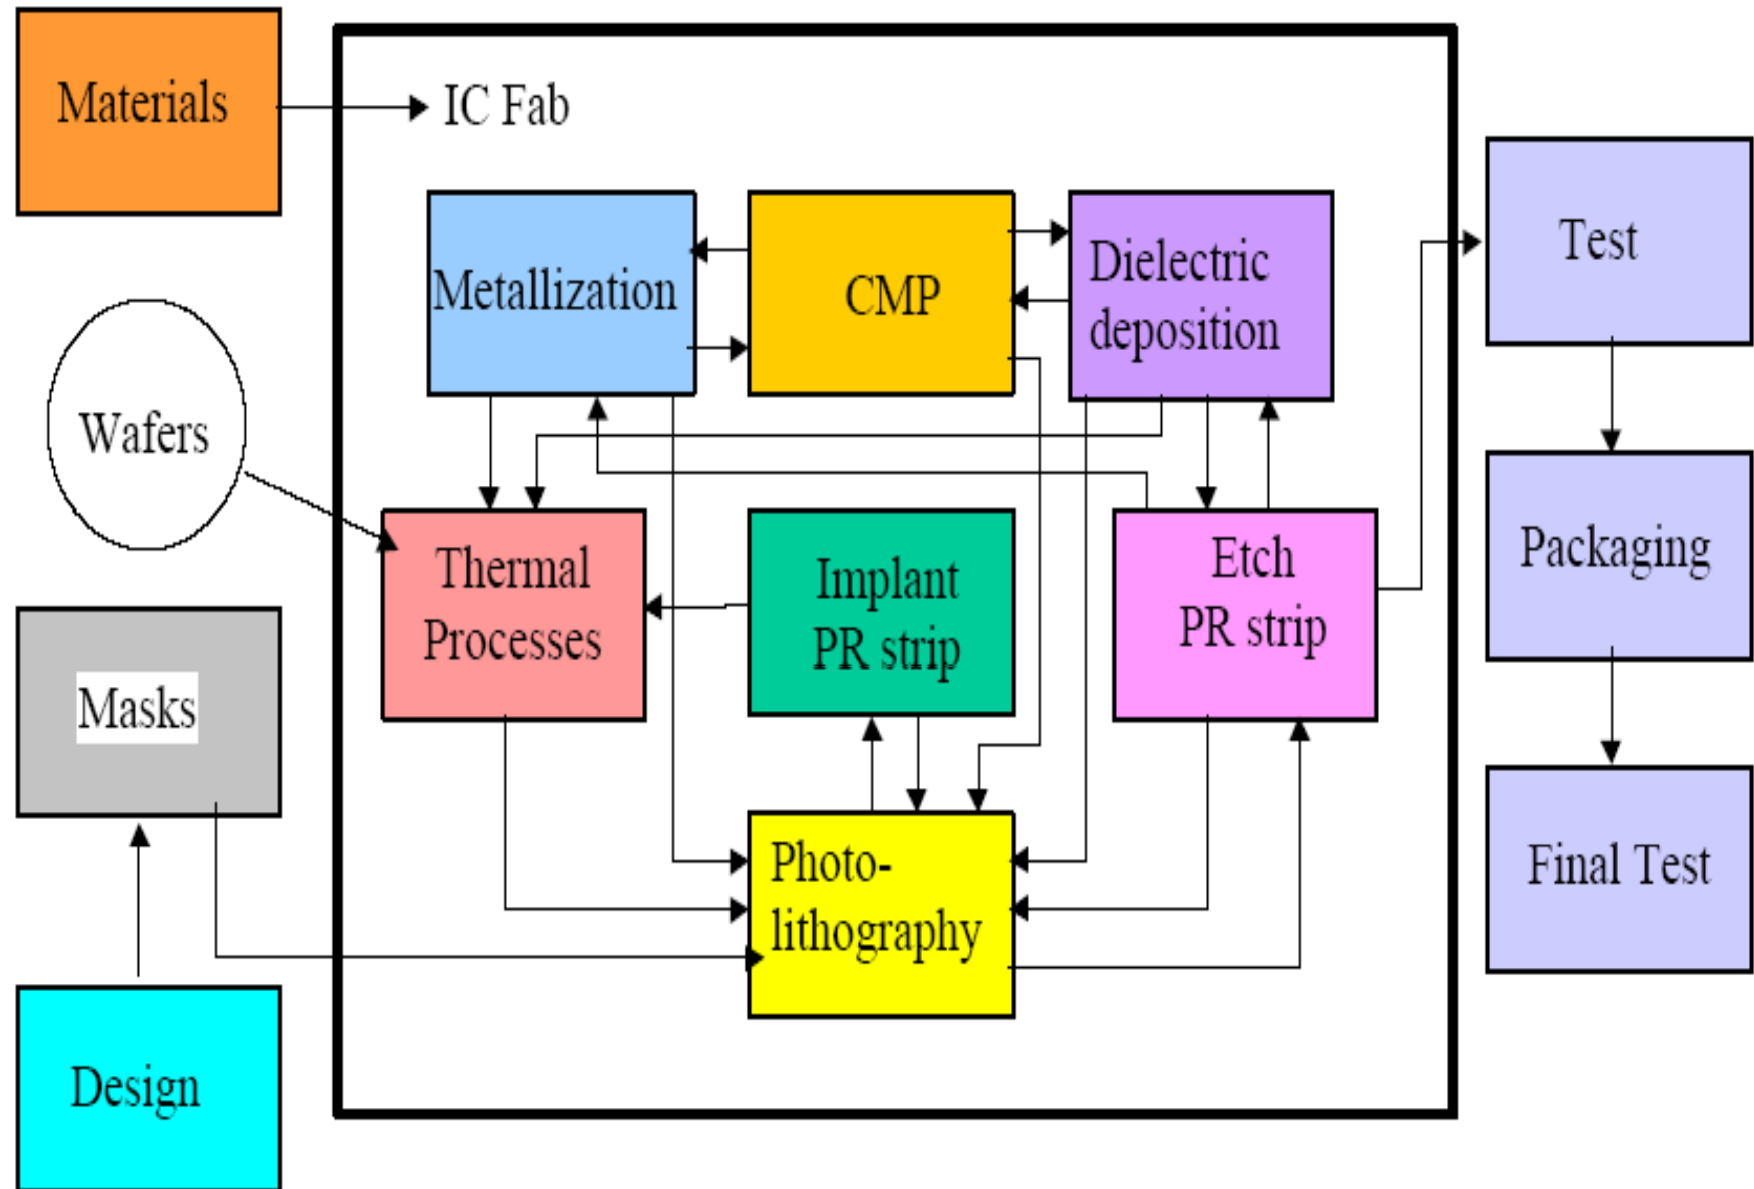 Materials
IC Fab
Metallization
CMP
Dielectric
deposition
Test
Wafers
Thermal
Processes
Implant
PR strip
Etch
PR strip
Packaging
Masks
Photo-
lithography
Final Test
Design